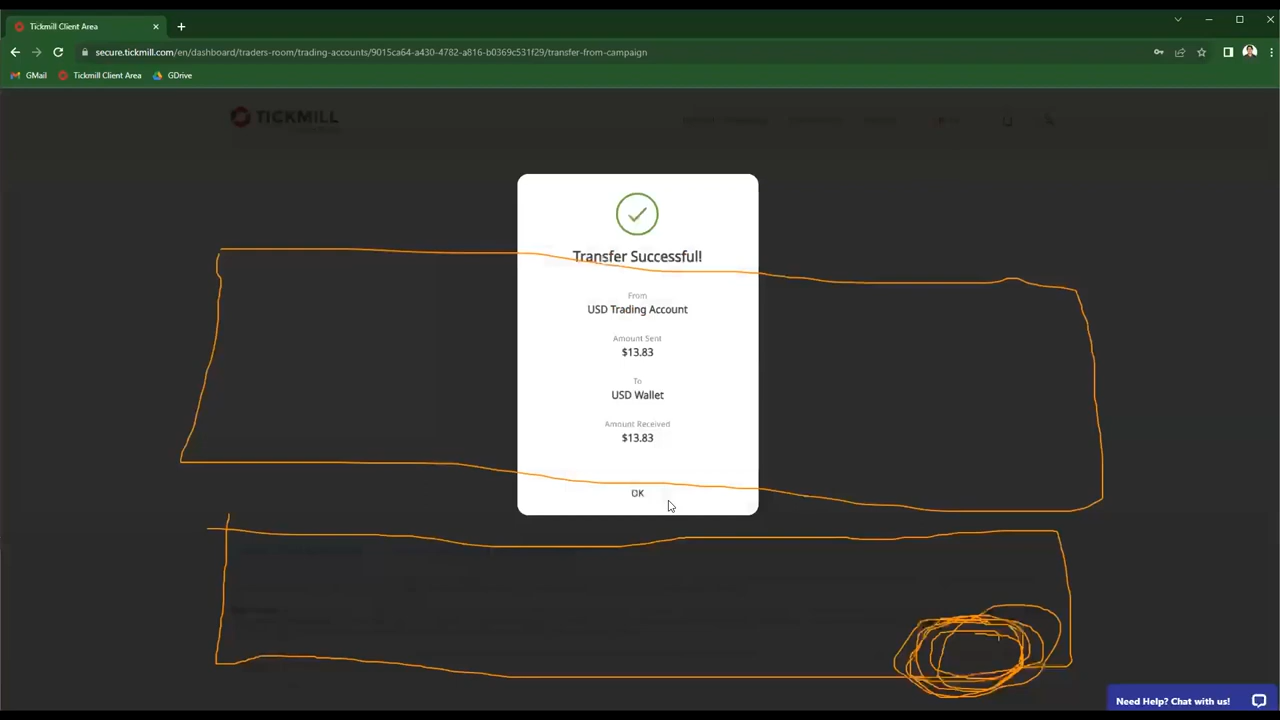 Tickmill Client Area
secure.tickmill.com/en/dashboard/traders-room/trading-accounts/9015ca64-a430-4782-a816-b0369c531f29/transfer-from-campaign
GMail
Tickmill Client Area
GDrive
TICKMILL
Transfer Successful!
From
USD Trading Account
Amount Sent
$13.83
To
USD Wallet
Amount Received
$13.83
OK
Need Help? Chat with us!